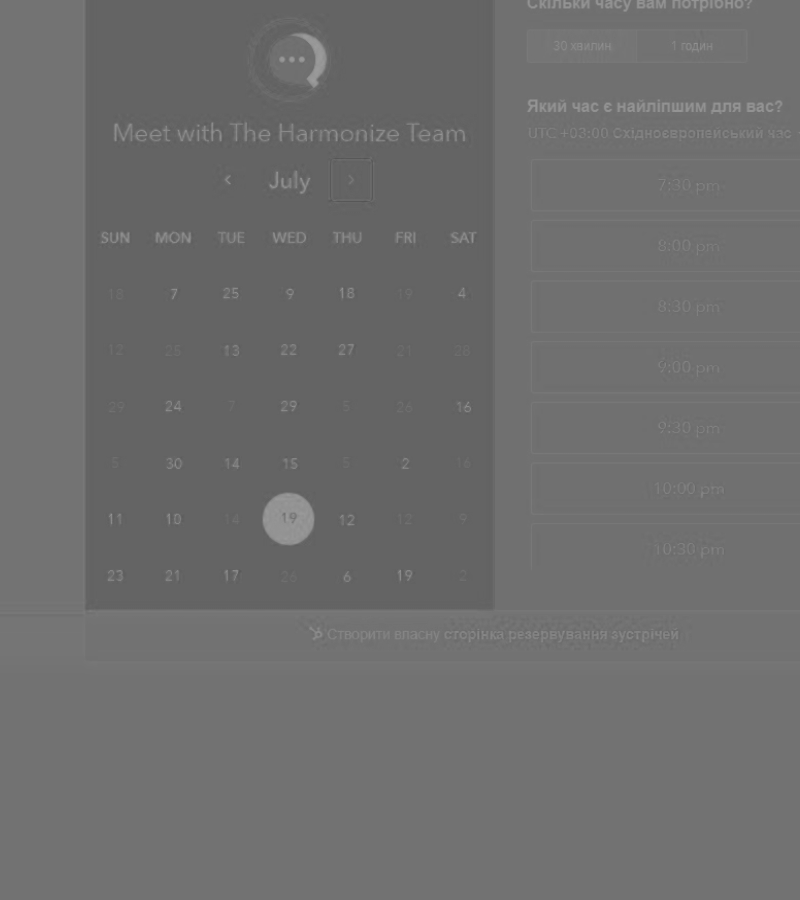 Скільки часу вам потрібно?
30 хвилин
1 годин
Meet with The Harmonize Team
July
SUN MON TUE WED THU FRI SAT
18 7 25 9 18 19 4
12 25 13 22 27 21 28
29 24 7 29 5 26 16
5 30 14 15 5 2 16
11 10 14 19 12 12 9
23 21 17 26 6 19 2
Який час є найліпшим для вас?
UTC +03:00 Східноєвропейський час
7:30 pm
8:00 pm
8:30 pm
9:00 pm
9:30 pm
10:00 pm
10:30 pm
Створити власну сторінка резервування зустрічей